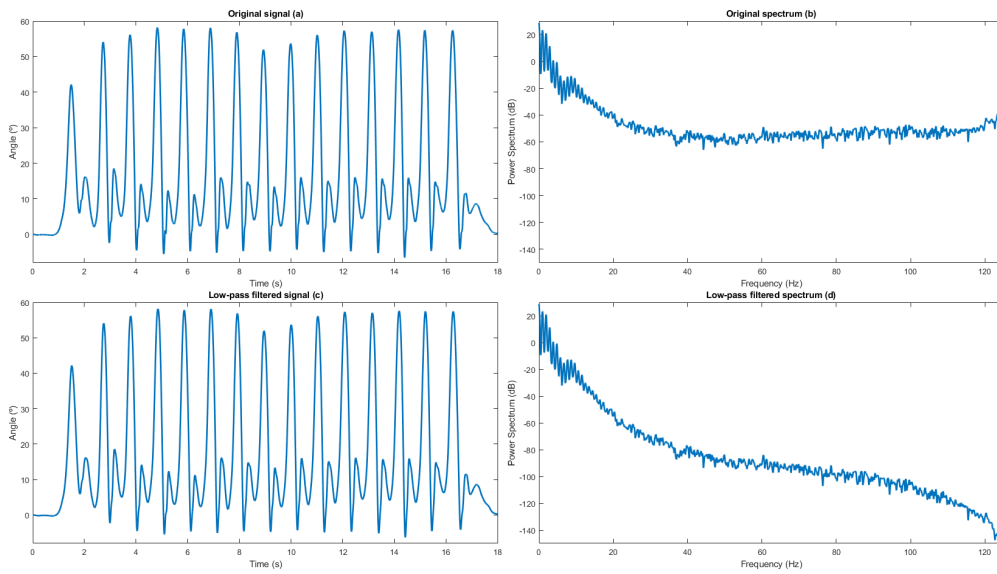 Original signal (a)
Angle (º)
60
50
40
30
20
10
0
0 2 4 6 8 10 12 14 16 18
Time (s)
Original spectrum (b)
Power Spectrum (dB)
20
0
-20
-40
-60
-80
-100
-120
-140
0 20 40 60 80 100 120
Frequency (Hz)
Low-pass filtered signal (c)
Angle (º)
60
50
40
30
20
10
0
0 2 4 6 8 10 12 14 16 18
Time (s)
Low-pass filtered spectrum (d)
Power Spectrum (dB)
20
0
-20
-40
-60
-80
-100
-120
-140
0 20 40 60 80 100 120
Frequency (Hz)